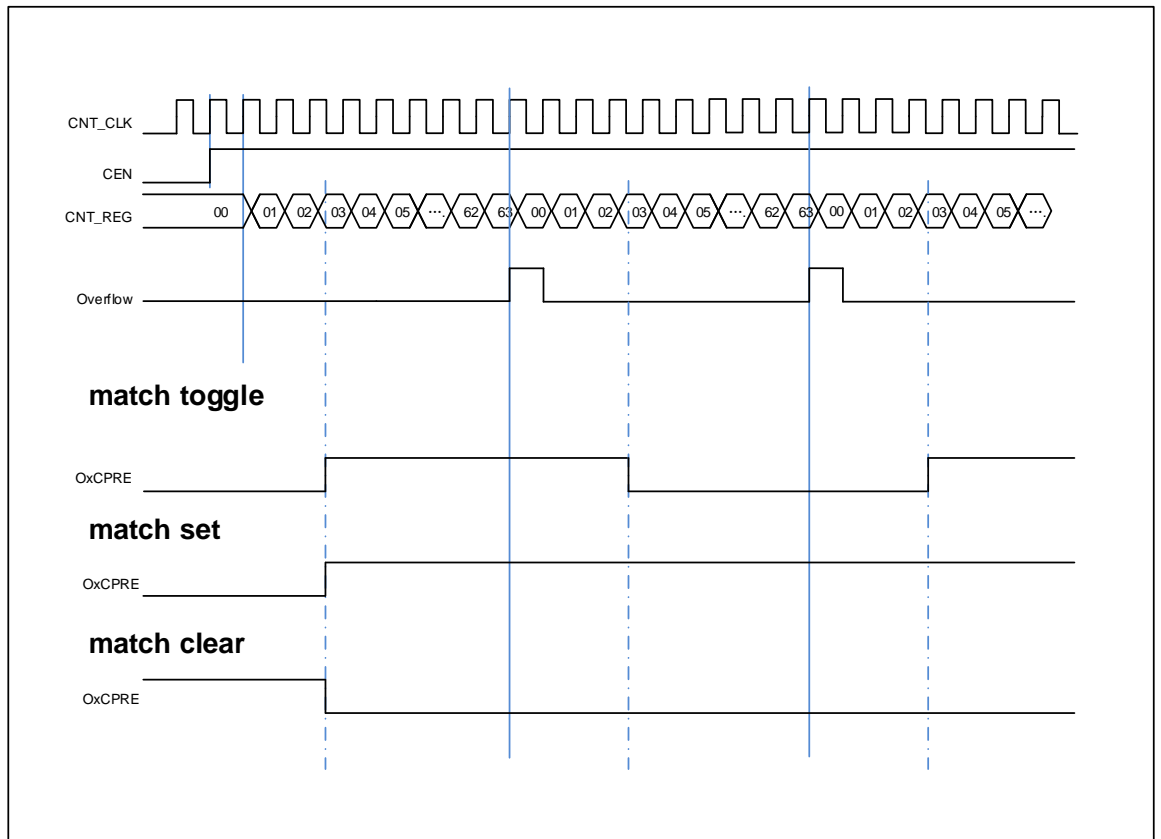 CNT_CLK
CEN
CNT_REG 00 01 02 03 04 05 ···. 62 63 00 01 02 03 04 05 ···. 62 63 00 01 02 03 04 05 ···.
Overflow
match toggle
OxCPRE
match set
OxCPRE
match clear
OxCPRE